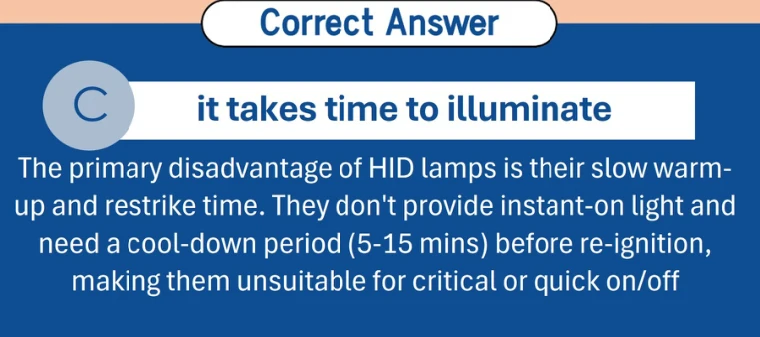 Correct Answer
C
it takes time to illuminate
The primary disadvantage of HID lamps is their slow warm-
up and restrike time. They don't provide instant-on light and
need a cool-down period (5-15 mins) before re-ignition,
making them unsuitable for critical or quick on/off